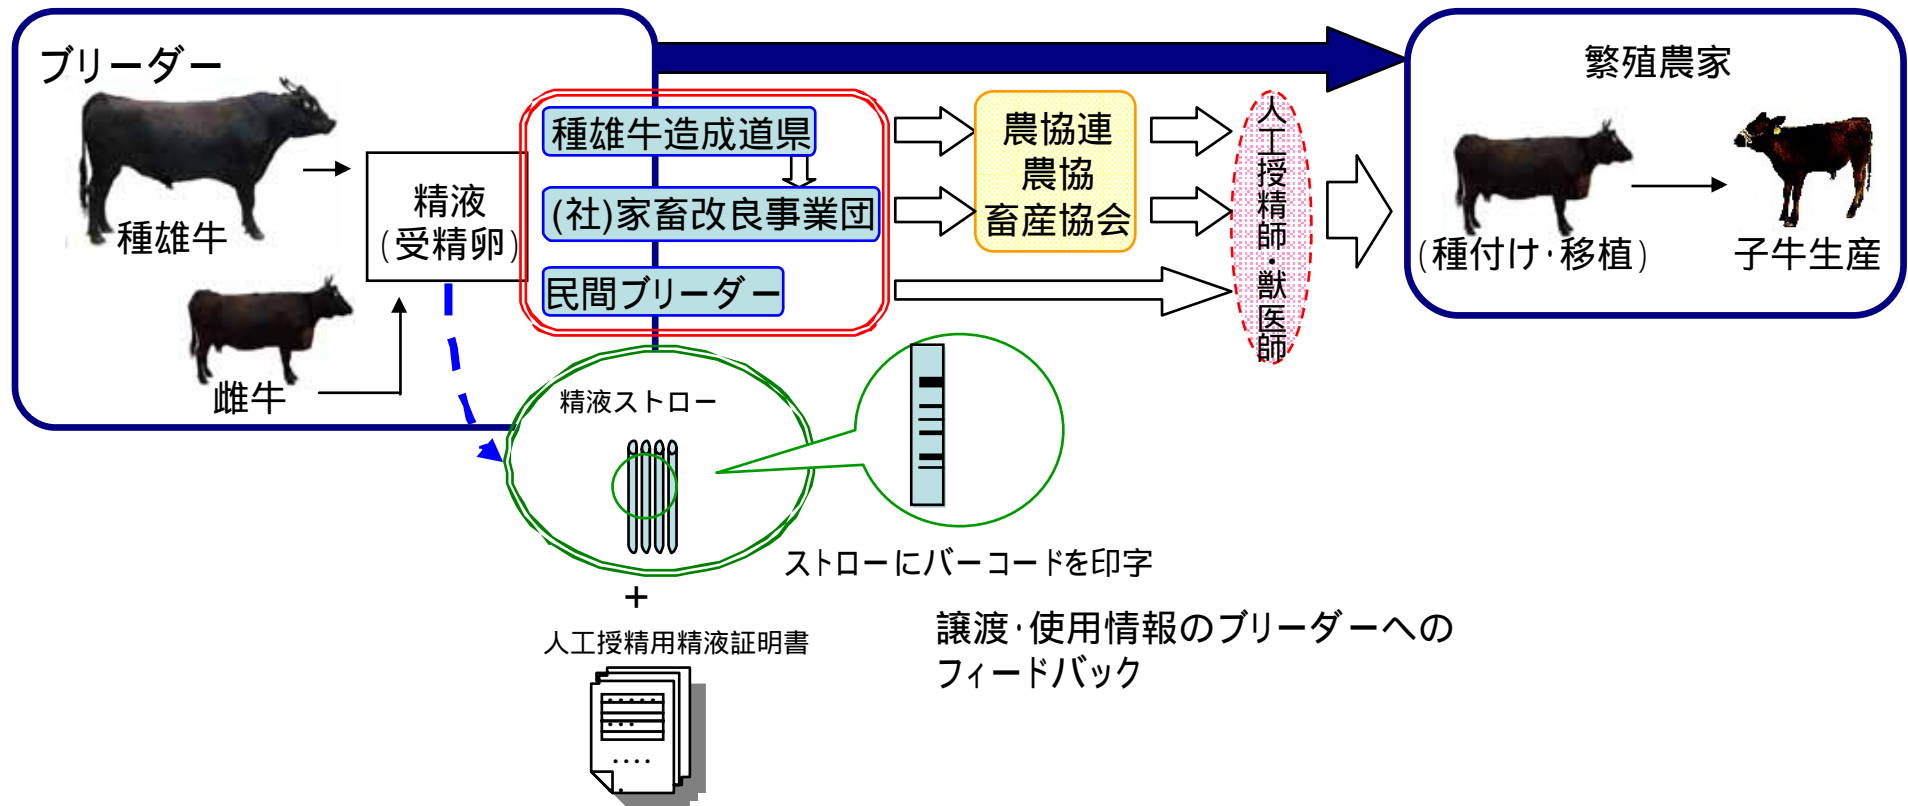 ブリーダー
種雄牛
雌牛
精液
(受精卵)
種雄牛造成道県
(社)家畜改良事業団
民間ブリーダー
農協連
農協
畜産協会
人工授精師・獣医師
繁殖農家
(種付け・移植)
子牛生産
精液ストロー
ストローにバーコードを印字
+
人工授精用精液証明書
譲渡・使用情報のブリーダーへの
フィードバック